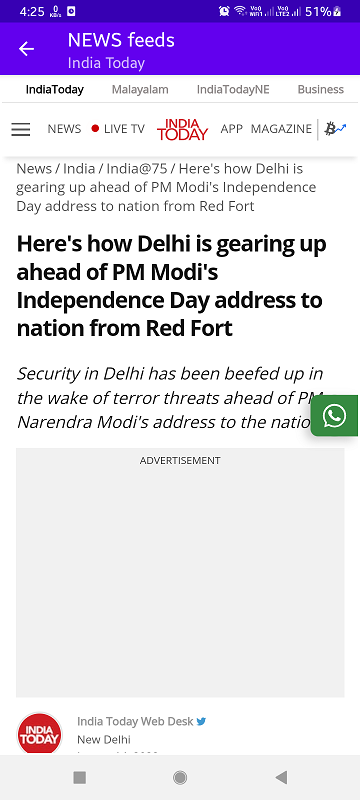 4:25 0 KB/s Vo) WiFi1 Vo) LTE2 51%
NEWS feeds
India Today
IndiaToday Malayalam IndiaTodayNE Business
NEWS LIVE TV INDIA TODAY APP MAGAZINE
News / India / India@75 / Here's how Delhi is
gearing up ahead of PM Modi's Independence
Day address to nation from Red Fort
Here's how Delhi is gearing up
ahead of PM Modi's
Independence Day address to
nation from Red Fort
Security in Delhi has been beefed up in
the wake of terror threats ahead of PM
Narendra Modi's address to the natio
ADVERTISEMENT
INDIA
TODAY
India Today Web Desk
New Delhi